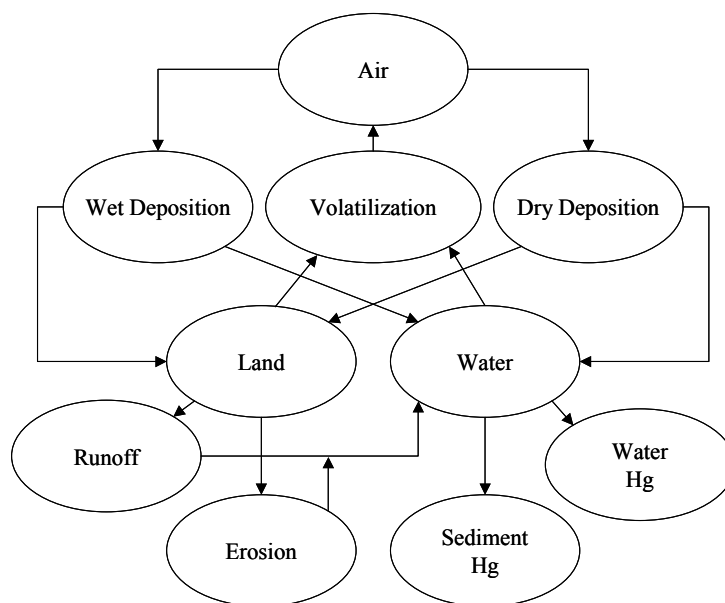 Air
Wet Deposition
Volatilization
Dry Deposition
Land
Water
Runoff
Water
Hg
Erosion
Sediment
Hg